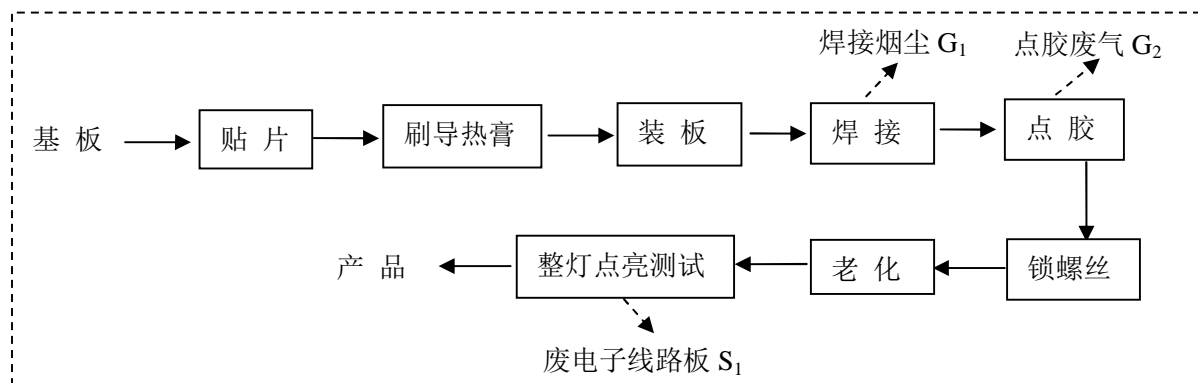 焊接烟尘 G₁
点胶废气 G₂
基 板
贴 片
刷导热膏
装 板
焊 接
点 胶
产 品
整灯点亮测试
老 化
锁螺丝
废电子线路板 S₁